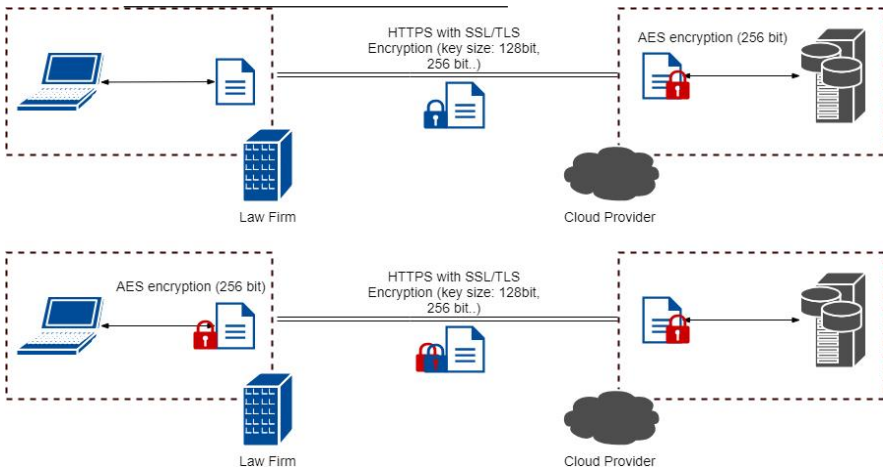 HTTPS with SSL/TLS
Encryption (key size: 128bit,
256 bit..)
AES encryption (256 bit)
Law Firm
Cloud Provider
AES encryption (256 bit)
HTTPS with SSL/TLS
Encryption (key size: 128bit,
256 bit..)
Law Firm
Cloud Provider